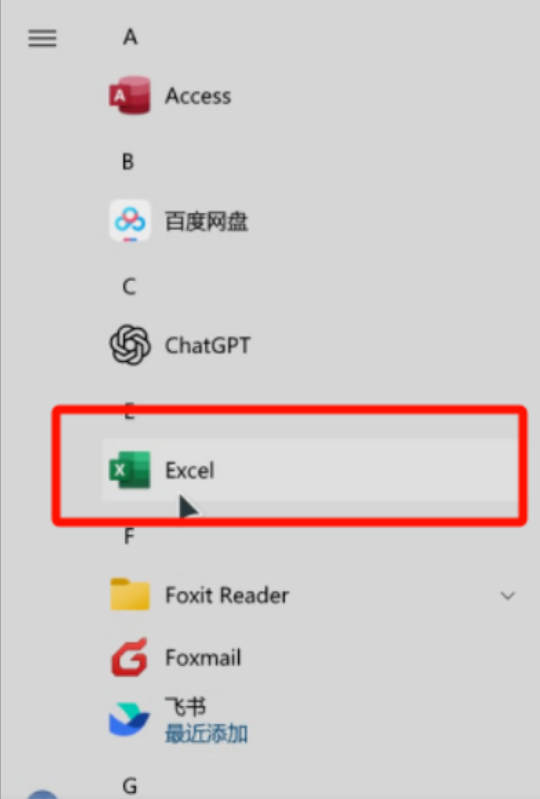 A
Access
B
百度网盘
C
ChatGPT
E
Excel
F
Foxit Reader
Foxmail
飞书
最近添加
G